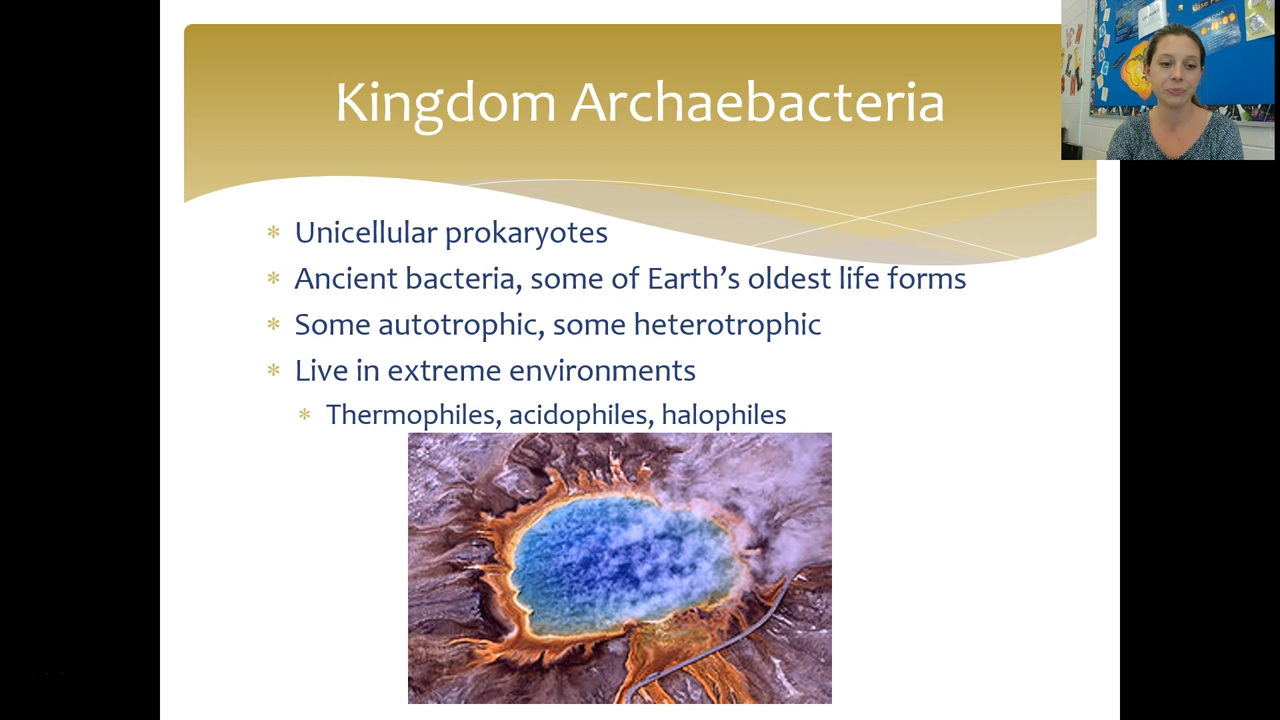 Kingdom Archaebacteria
* Unicellular prokaryotes
* Ancient bacteria, some of Earth’s oldest life forms
* Some autotrophic, some heterotrophic
* Live in extreme environments
* Thermophiles, acidophiles, halophiles